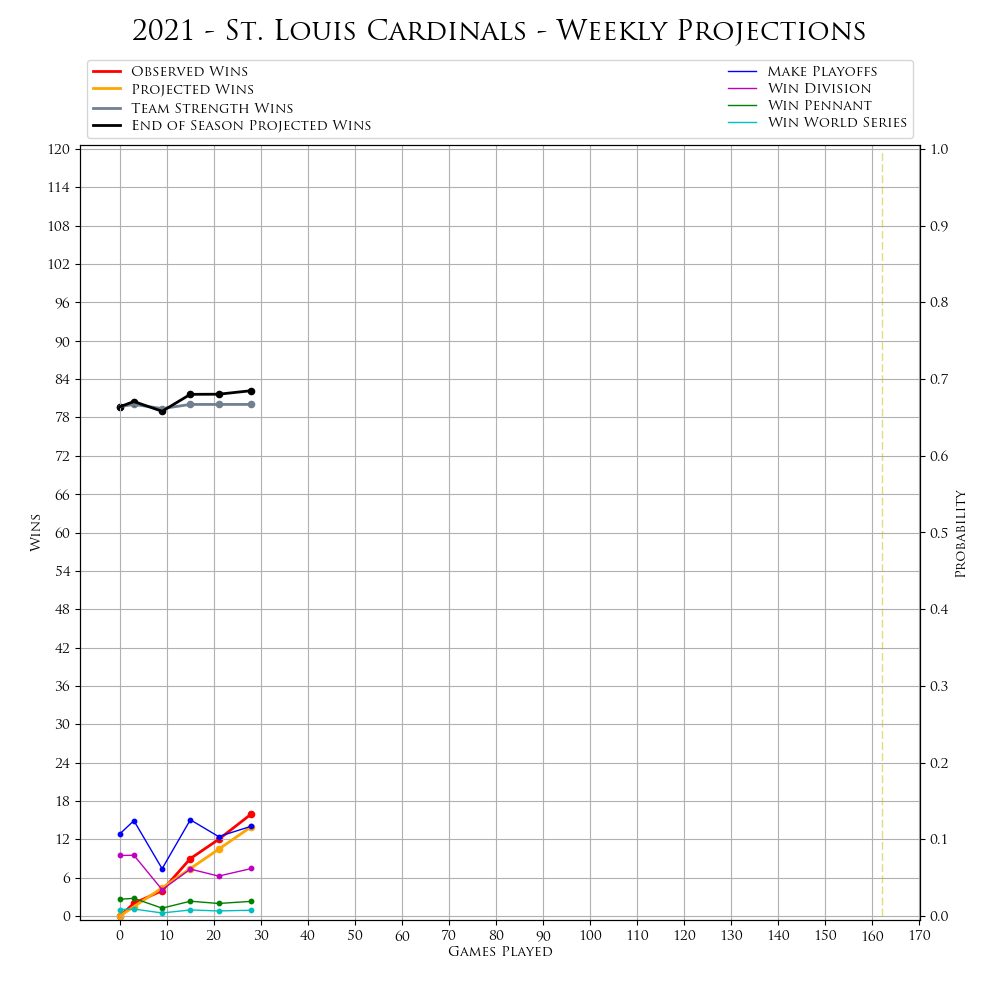 2021 - St. Louis Cardinals - Weekly Projections
Observed Wins
Projected Wins
Team Strength Wins
End of Season Projected Wins
Make Playoffs
Win Division
Win Pennant
Win World Series
120
114
108
102
96
90
84
78
72
66
60
54
48
42
36
30
24
18
12
6
0
Wins
1.0
0.9
0.8
0.7
0.6
0.5
0.4
0.3
0.2
0.1
0.0
Probability
0 10 20 30 40 50 60 70 80 90 100 110 120 130 140 150 160 170
Games Played